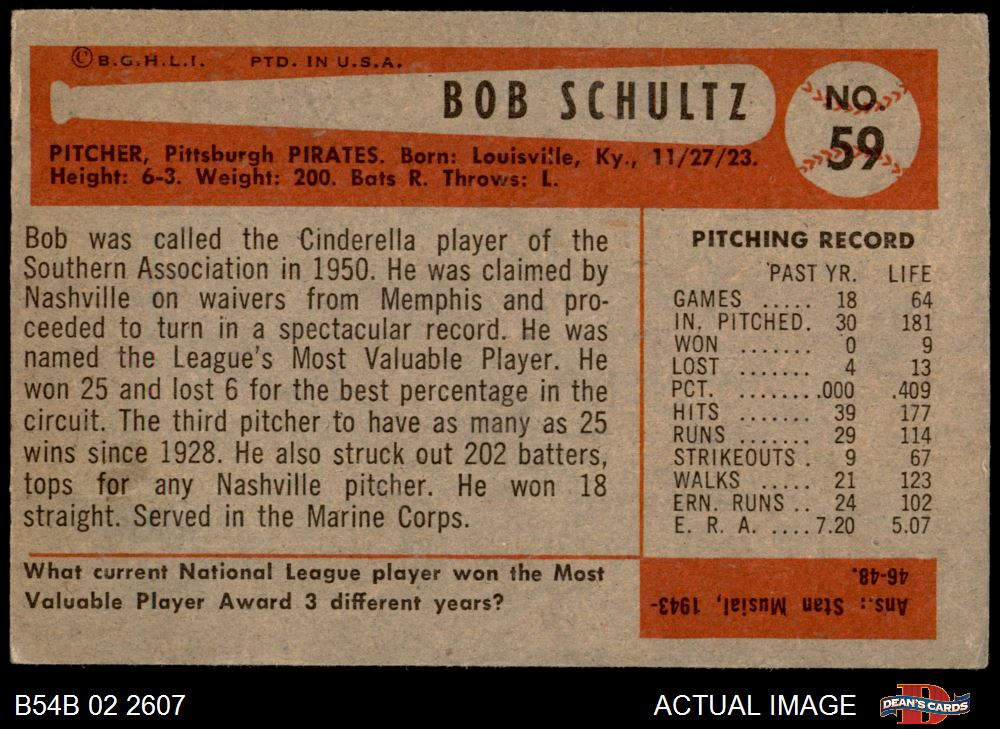 © B.G.H.L.I. PTD. IN U.S.A.
BOB SCHULTZ
NO.
59
PITCHER, Pittsburgh PIRATES. Born: Louisville, Ky., 11/27/23.
Height: 6-3. Weight: 200. Bats R. Throws: L.
Bob was called the Cinderella player of the
Southern Association in 1950. He was claimed by
Nashville on waivers from Memphis and pro-
ceeded to turn in a spectacular record. He was
named the League's Most Valuable Player. He
won 25 and lost 6 for the best percentage in the
circuit. The third pitcher to have as many as 25
wins since 1928. He also struck out 202 batters,
tops for any Nashville pitcher. He won 18
straight. Served in the Marine Corps.
PITCHING RECORD
PAST YR. LIFE
GAMES ..... 18 64
IN. PITCHED. 30 181
WON ....... 0 9
LOST ....... 4 13
PCT. ........000 .409
HITS ....... 39 177
RUNS ....... 29 114
STRIKEOUTS . 9 67
WALKS ..... 21 123
ERN. RUNS .. 24 102
E. R. A. ....7.20 5.07
What current National League player won the Most
Valuable Player Award 3 different years?
Ans.: Stan Musial, 1943-
46-48.
B54B 02 2607
ACTUAL IMAGE
D
DEAN'S CARDS